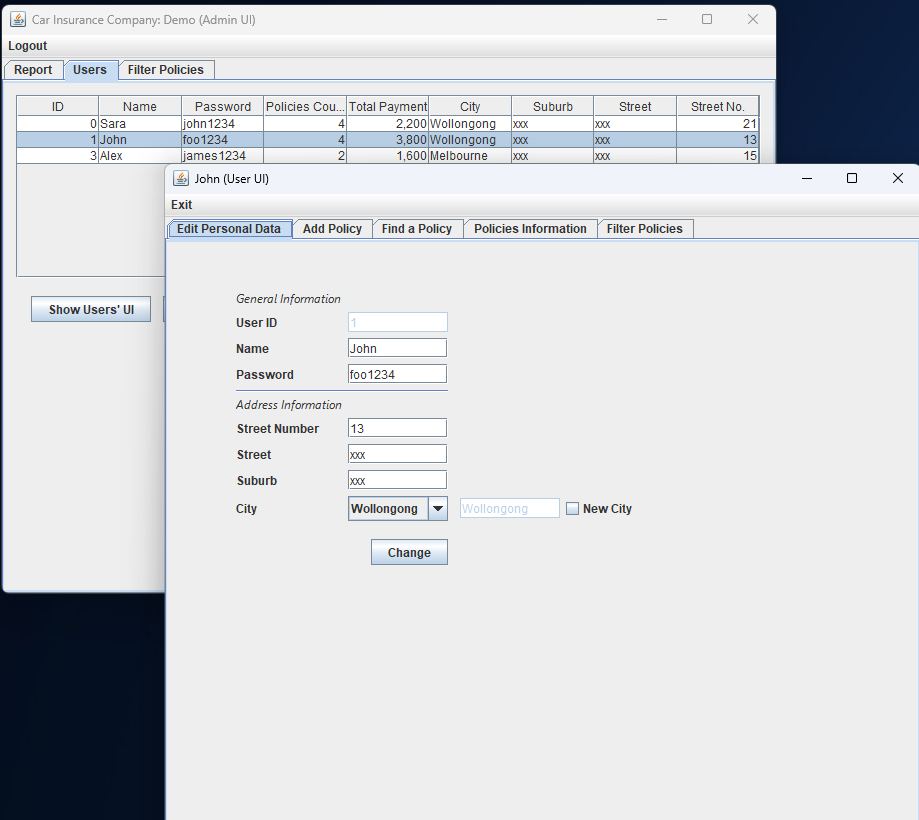 Car Insurance Company: Demo (Admin UI)
Logout
Report Users Filter Policies
ID Name Password Policies Cou... Total Payment City Suburb Street Street No.
0 Sara john1234 4 2,200 Wollongong xxx xxx 21
1 John foo1234 4 3,800 Wollongong xxx xxx 13
3 Alex james1234 2 1,600 Melbourne xxx xxx 15
Show Users' UI
John (User UI)
Exit
Edit Personal Data Add Policy Find a Policy Policies Information Filter Policies
General Information
User ID 1
Name John
Password foo1234
Address Information
Street Number 13
Street xxx
Suburb xxx
City Wollongong Wollongong New City
Change